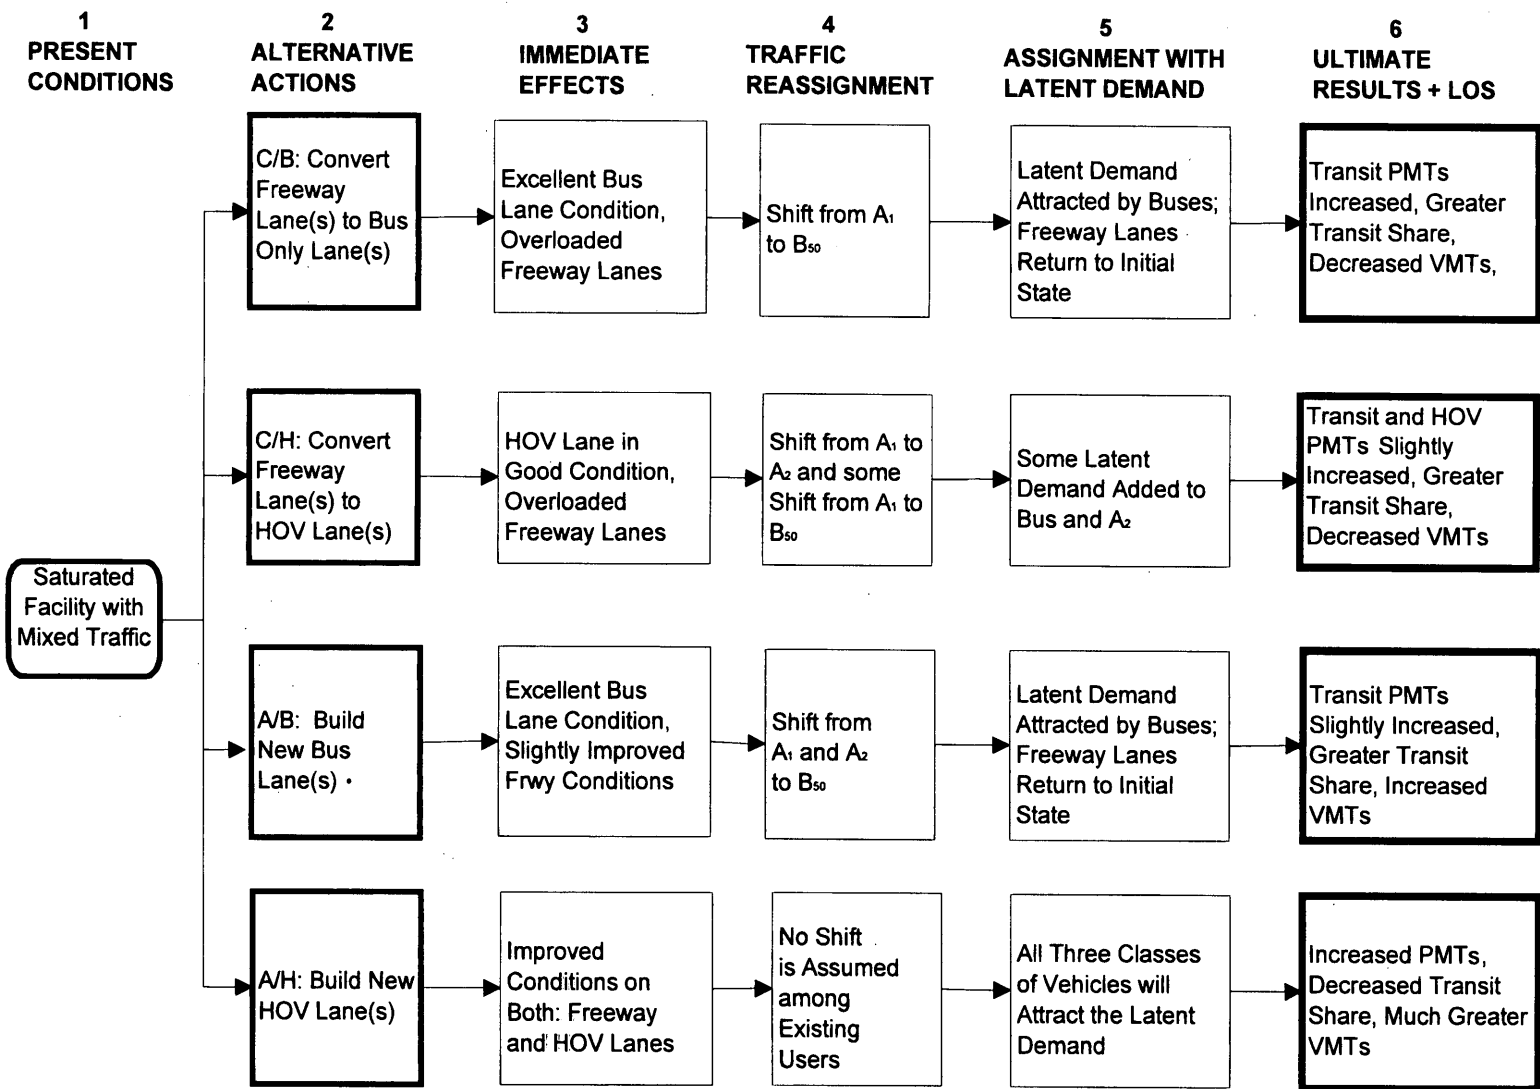 1
PRESENT
CONDITIONS
2
ALTERNATIVE
ACTIONS
3
IMMEDIATE
EFFECTS
4
TRAFFIC
REASSIGNMENT
5
ASSIGNMENT WITH
LATENT DEMAND
6
ULTIMATE
RESULTS + LOS
Saturated
Facility with
Mixed Traffic
C/B: Convert
Freeway
Lane(s) to Bus
Only Lane(s)
Excellent Bus
Lane Condition,
Overloaded
Freeway Lanes
Shift from A₁
to B₅₀
Latent Demand
Attracted by Buses;
Freeway Lanes
Return to Initial
State
Transit PMTs
Increased, Greater
Transit Share,
Decreased VMTs,
C/H: Convert
Freeway
Lane(s) to
HOV Lane(s)
HOV Lane in
Good Condition,
Overloaded
Freeway Lanes
Shift from A₁ to
A₂ and some
Shift from A₁ to
B₅₀
Some Latent
Demand Added to
Bus and A₂
Transit and HOV
PMTs Slightly
Increased, Greater
Transit Share,
Decreased VMTs
A/B: Build
New Bus
Lane(s)
Excellent Bus
Lane Condition,
Slightly Improved
Frwy Conditions
Shift from
A₁ and A₂
to B₅₀
Latent Demand
Attracted by Buses;
Freeway Lanes
Return to Initial
State
Transit PMTs
Slightly Increased,
Greater Transit
Share, Increased
VMTs
A/H: Build New
HOV Lane(s)
Improved
Conditions on
Both: Freeway
and HOV Lanes
No Shift
is Assumed
among
Existing
Users
All Three Classes
of Vehicles will
Attract the Latent
Demand
Increased PMTs,
Decreased Transit
Share, Much Greater
VMTs